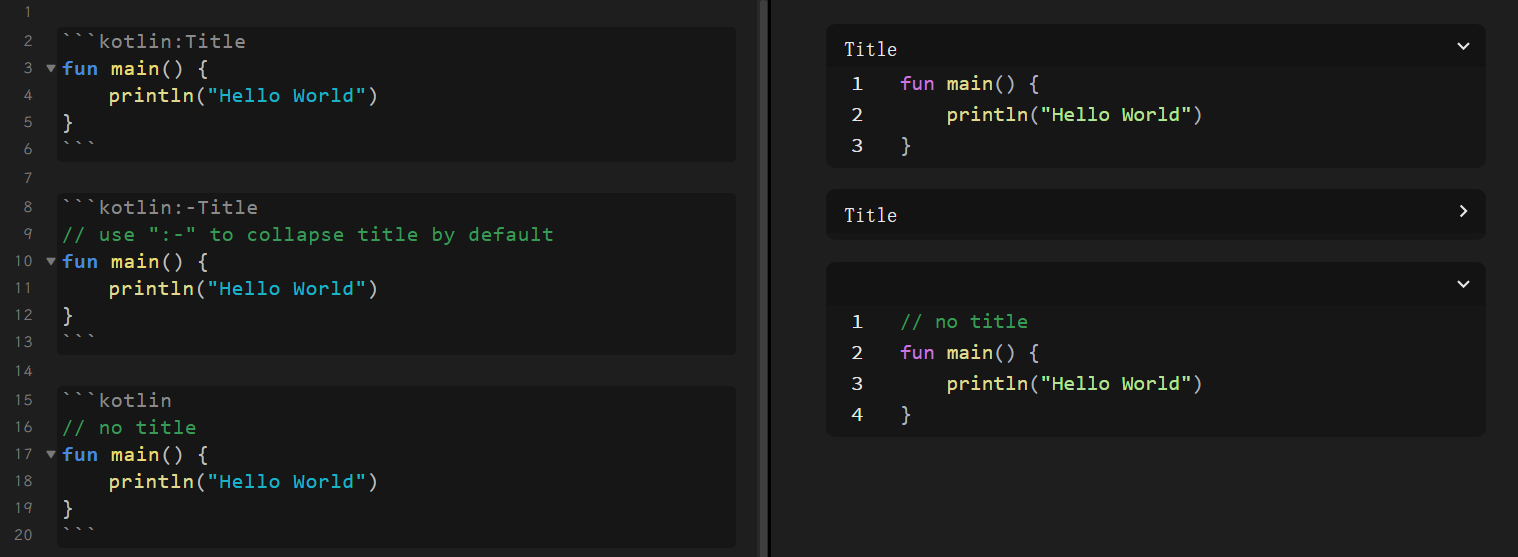 1
2 ```kotlin:Title
3 fun main() {
4     println("Hello World")
5 }
6 ```
7
8 ```kotlin:-Title
9 // use ":-" to collapse title by default
10 fun main() {
11     println("Hello World")
12 }
13 ```
14
15 ```kotlin
16 // no title
17 fun main() {
18     println("Hello World")
19 }
20 ```
Title
1 fun main() {
2     println("Hello World")
3 }
Title
1 // no title
2 fun main() {
3     println("Hello World")
4 }